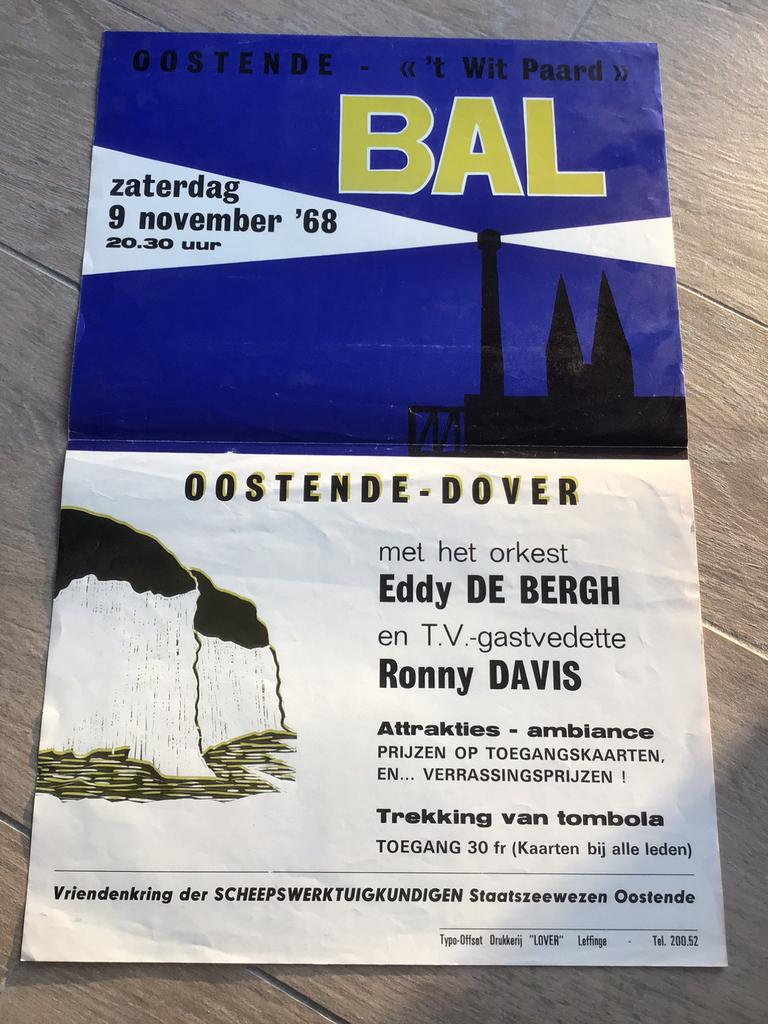 OOSTENDE - « 't Wit Paard »
BAL
zaterdag
9 november '68
20.30 uur
OOSTENDE-DOVER
met het orkest
Eddy DE BERGH
en T.V.-gastvedette
Ronny DAVIS
Attrakties - ambiance
PRIJZEN OP TOEGANGSKAARTEN,
EN... VERRASSINGSPRIJZEN !
Trekking van tombola
TOEGANG 30 fr (Kaarten bij alle leden)
Vriendenkring der SCHEEPSWERKTUIGKUNDIGEN Staatszeewezen Oostende
Typo-Offset Drukkerij "LOVER" Leffinge - Tel. 200.52